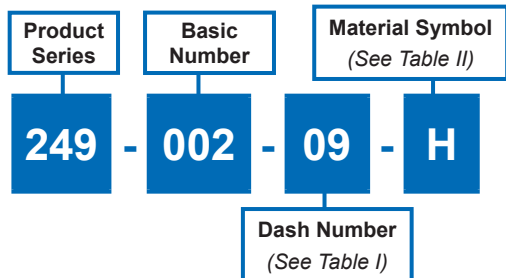 Product
Series
Basic
Number
Material Symbol
(See Table II)
249 - 002 - 09 - H
Dash Number
(See Table I)